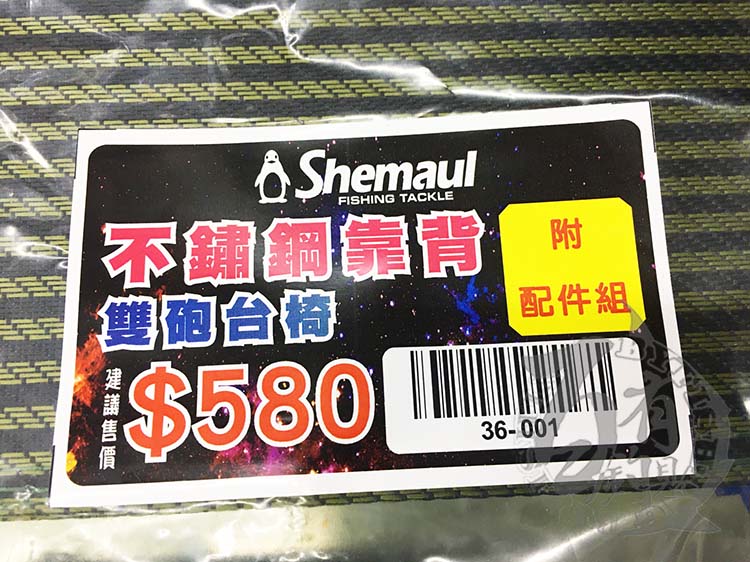 Shemaul
FISHING TACKLE
不鏽鋼靠背
附
配件組
雙砲台椅
建議售價
$580
36-001